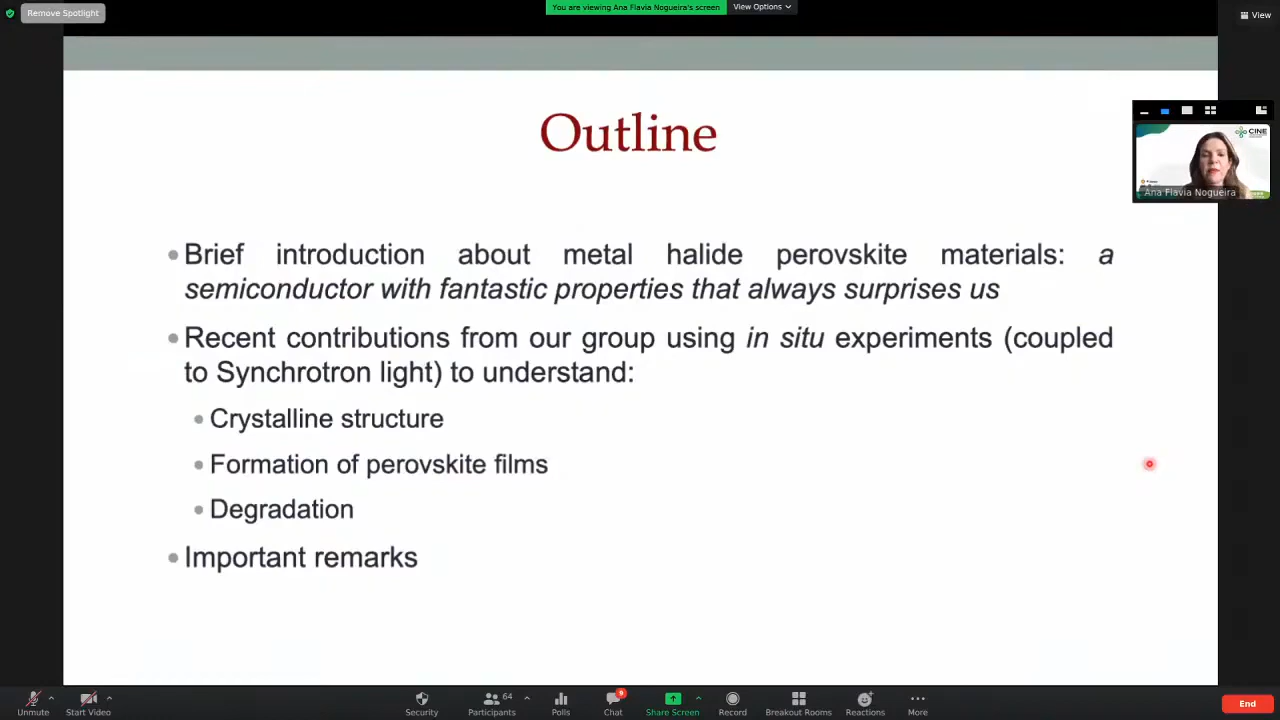 Remove Spotlight
You are viewing Ana Flavia Nogueira's screen
View Options
View
Outline
CINE
Ana Flavia Nogueira
Brief introduction about metal halide perovskite materials: a
semiconductor with fantastic properties that always surprises us
Recent contributions from our group using in situ experiments (coupled
to Synchrotron light) to understand:
Crystalline structure
Formation of perovskite films
Degradation
Important remarks
Unmute
Start Video
Security
Participants
64
Polls
Chat
9
Share Screen
Record
Breakout Rooms
Reactions
More
End